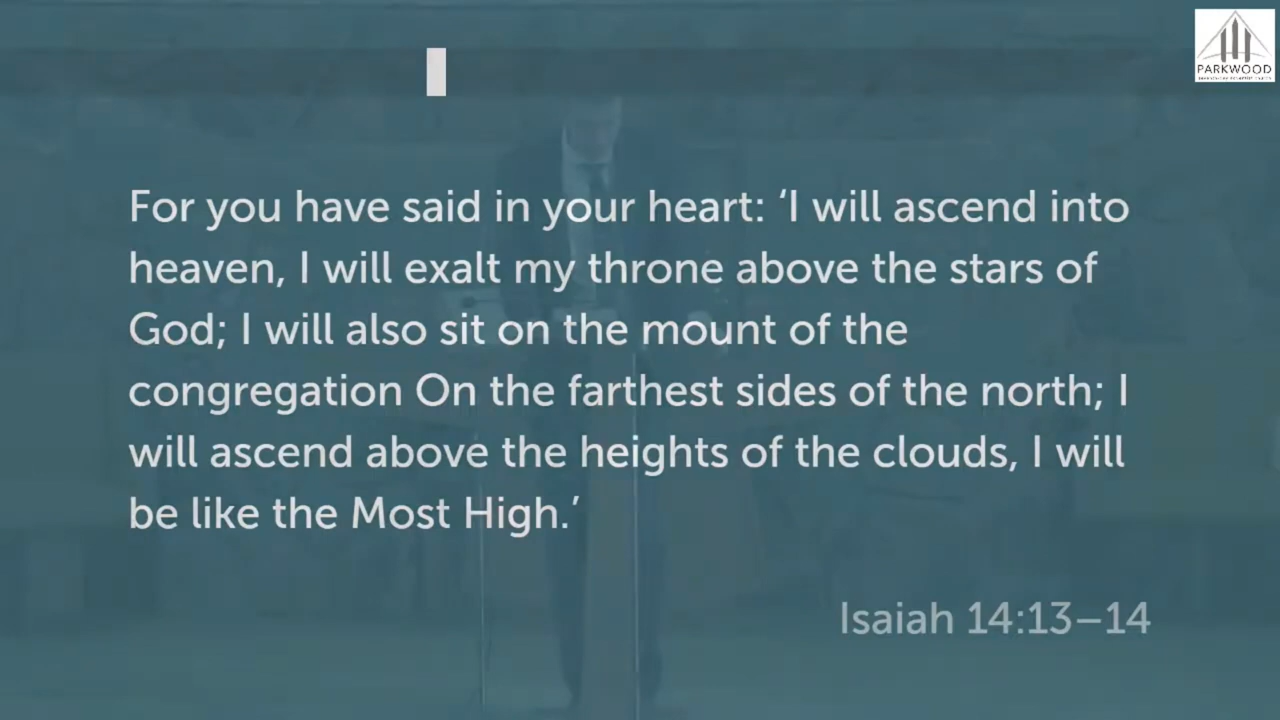 PARKWOOD
For you have said in your heart: ‘I will ascend into
heaven, I will exalt my throne above the stars of
God; I will also sit on the mount of the
congregation On the farthest sides of the north; I
will ascend above the heights of the clouds, I will
be like the Most High.’
Isaiah 14:13–14